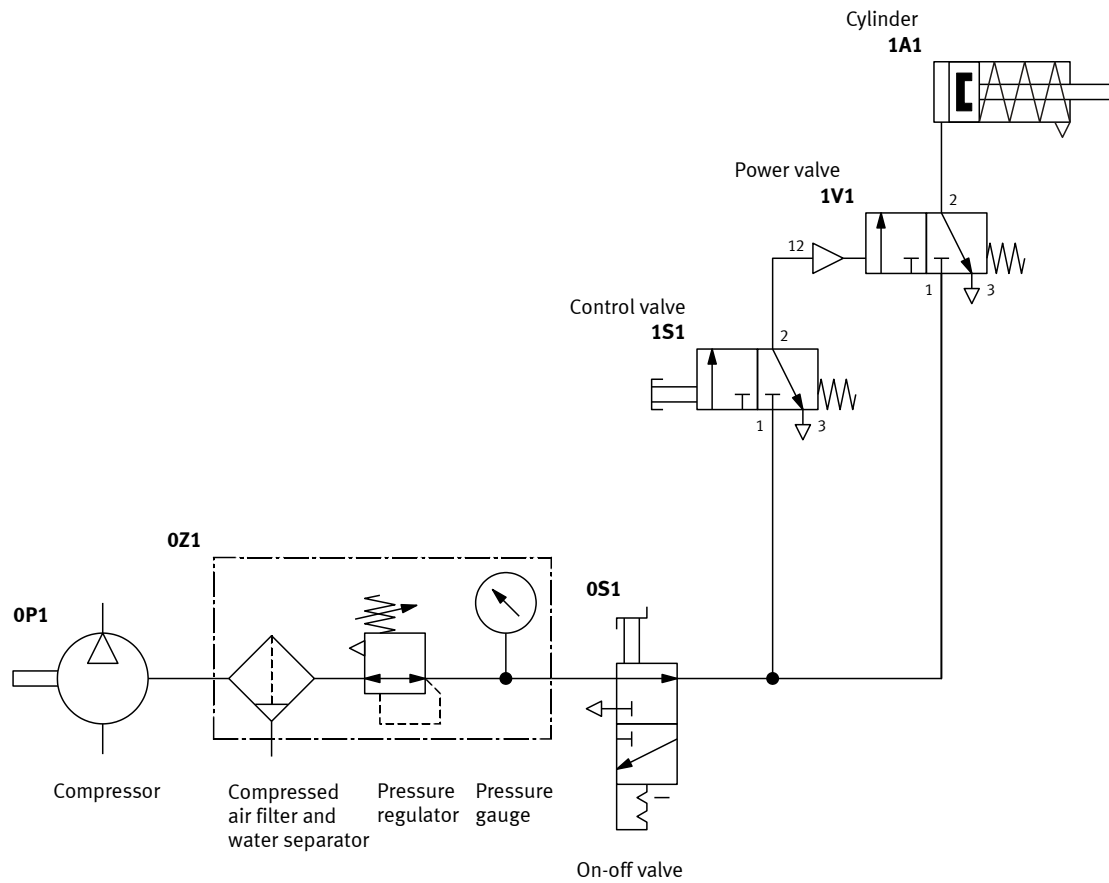 Cylinder
1A1
Power valve
1V1
2
12
1
3
Control valve
1S1
2
1
3
0Z1
0P1
0S1
Compressor
Compressed
air filter and
water separator
Pressure
regulator
Pressure
gauge
On-off valve